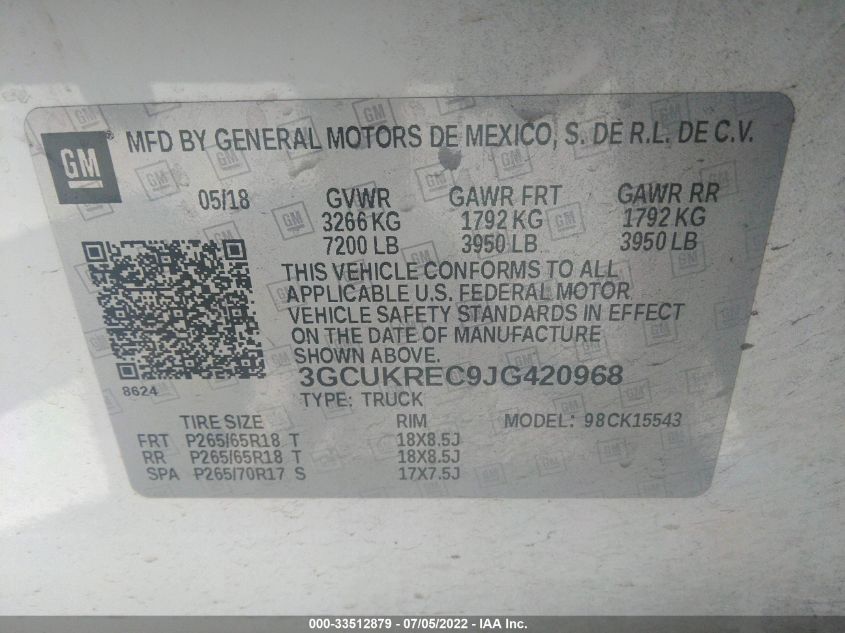 GM
MFD BY GENERAL MOTORS DE MEXICO, S. DE R.L. DE C.V.
05/18 GVWR GAWR FRT GAWR RR
3266 KG 1792 KG 1792 KG
7200 LB 3950 LB 3950 LB
THIS VEHICLE CONFORMS TO ALL
APPLICABLE U.S. FEDERAL MOTOR
VEHICLE SAFETY STANDARDS IN EFFECT
ON THE DATE OF MANUFACTURE
SHOWN ABOVE.
8624
3GCUKREC9JG420968
TYPE: TRUCK
TIRE SIZE RIM MODEL: 98CK15543
FRT P265/65R18 T 18X8.5J
RR P265/65R18 T 18X8.5J
SPA P265/70R17 S 17X7.5J
000-33512879 / 07/05/2022 - IAA Inc.